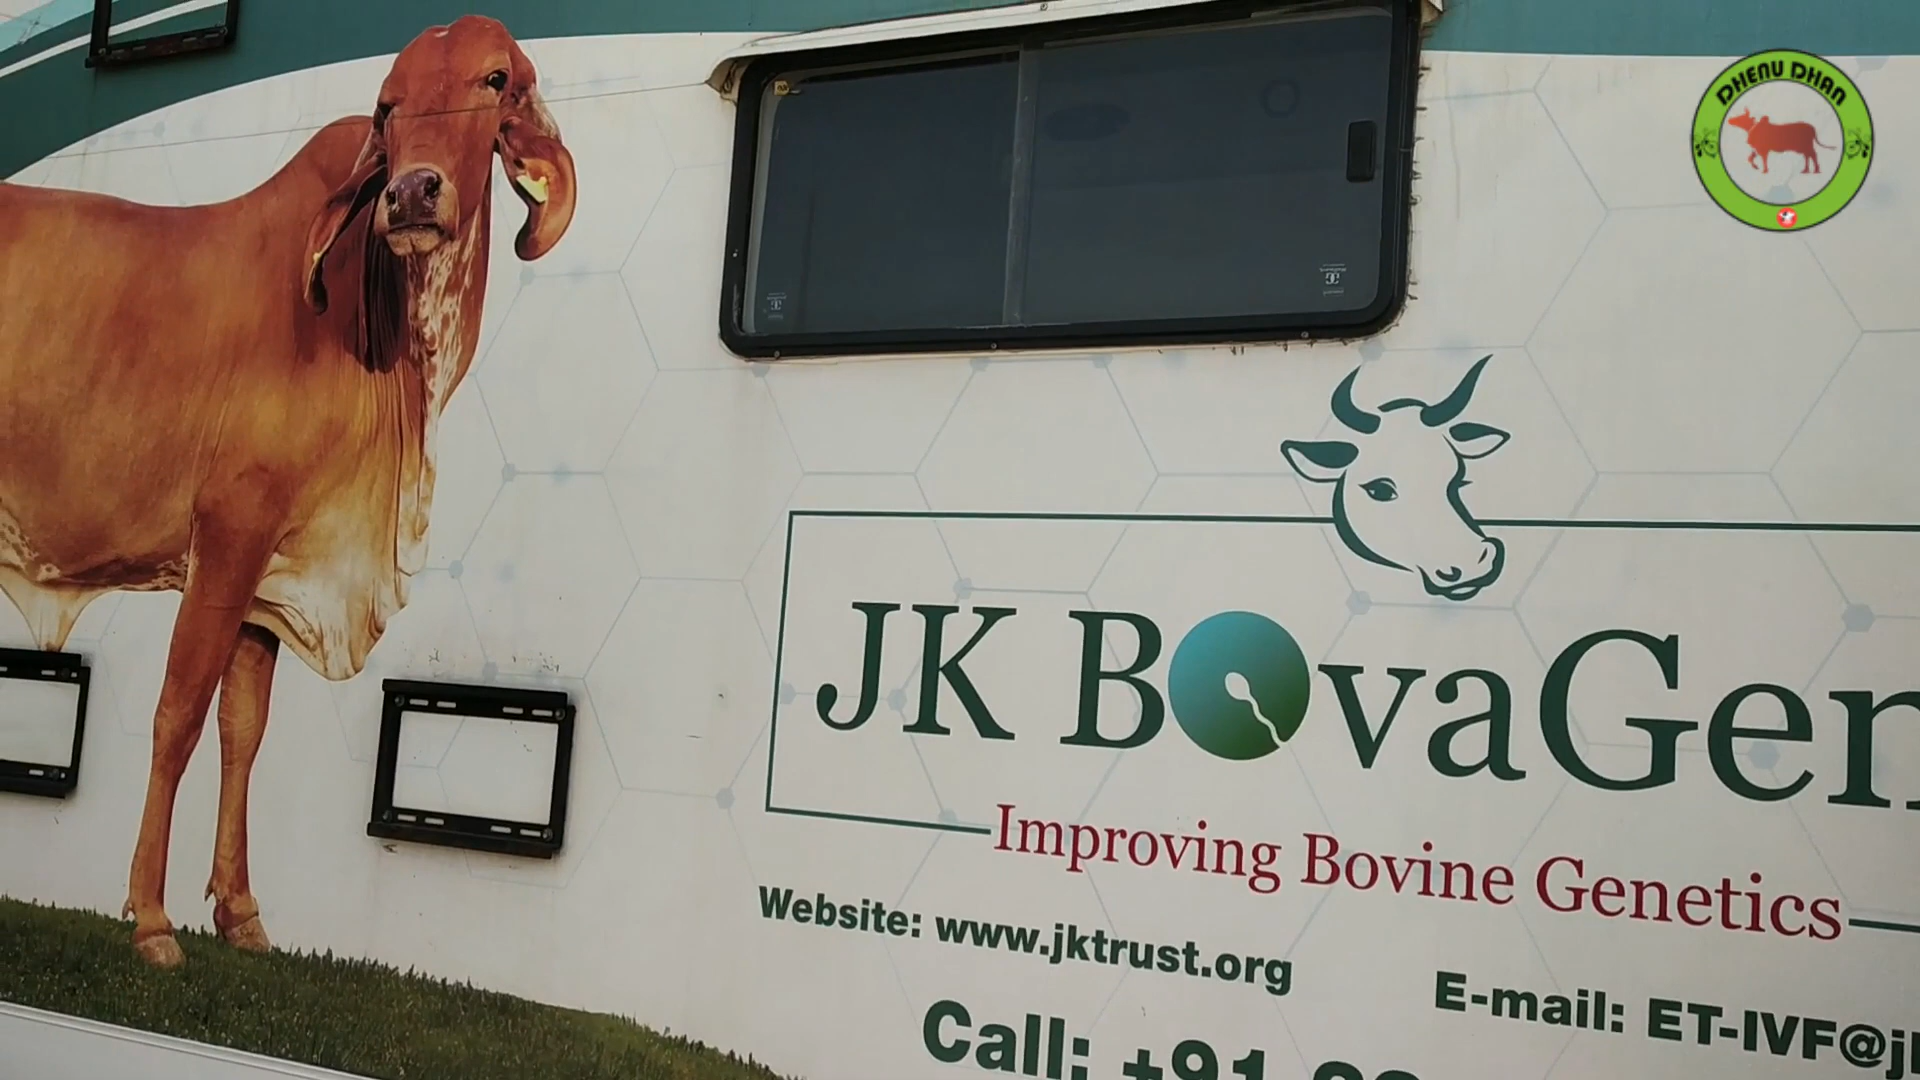 DHENU DHAN
JK BovaGen
Improving Bovine Genetics
Website: www.jktrust.org
E-mail: ET-IVF@j
Call: +91